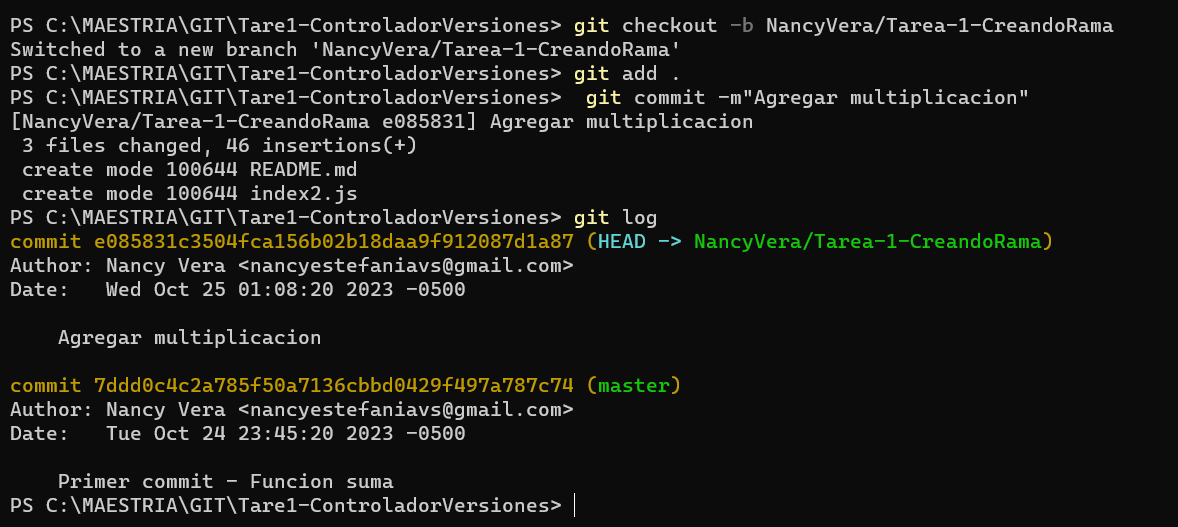 PS C:\MAESTRIA\GIT\Tare1-ControladorVersiones> git checkout -b NancyVera/Tarea-1-CreandoRama
Switched to a new branch 'NancyVera/Tarea-1-CreandoRama'
PS C:\MAESTRIA\GIT\Tare1-ControladorVersiones> git add .
PS C:\MAESTRIA\GIT\Tare1-ControladorVersiones>  git commit -m"Agregar multiplicacion"
[NancyVera/Tarea-1-CreandoRama e085831] Agregar multiplicacion
 3 files changed, 46 insertions(+)
 create mode 100644 README.md
 create mode 100644 index2.js
PS C:\MAESTRIA\GIT\Tare1-ControladorVersiones> git log
commit e085831c3504fca156b02b18daa9f912087d1a87 (HEAD -> NancyVera/Tarea-1-CreandoRama)
Author: Nancy Vera <nancyestefaniavs@gmail.com>
Date:   Wed Oct 25 01:08:20 2023 -0500

    Agregar multiplicacion

commit 7ddd0c4c2a785f50a7136cbbd0429f497a787c74 (master)
Author: Nancy Vera <nancyestefaniavs@gmail.com>
Date:   Tue Oct 24 23:45:20 2023 -0500

    Primer commit - Funcion suma
PS C:\MAESTRIA\GIT\Tare1-ControladorVersiones>